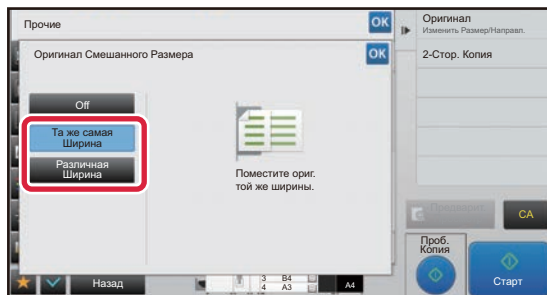 Прочие
OK
Оригинал
Изменить Размер/Направл.
Оригинал Смешанного Размера
OK
2-Стор. Копия
Off
Та же самая
Ширина
Различная
Ширина
Поместите ориг.
той же ширины.
CA
Проб.
Копия
Старт
Назад
3 B4
4 A3
A4